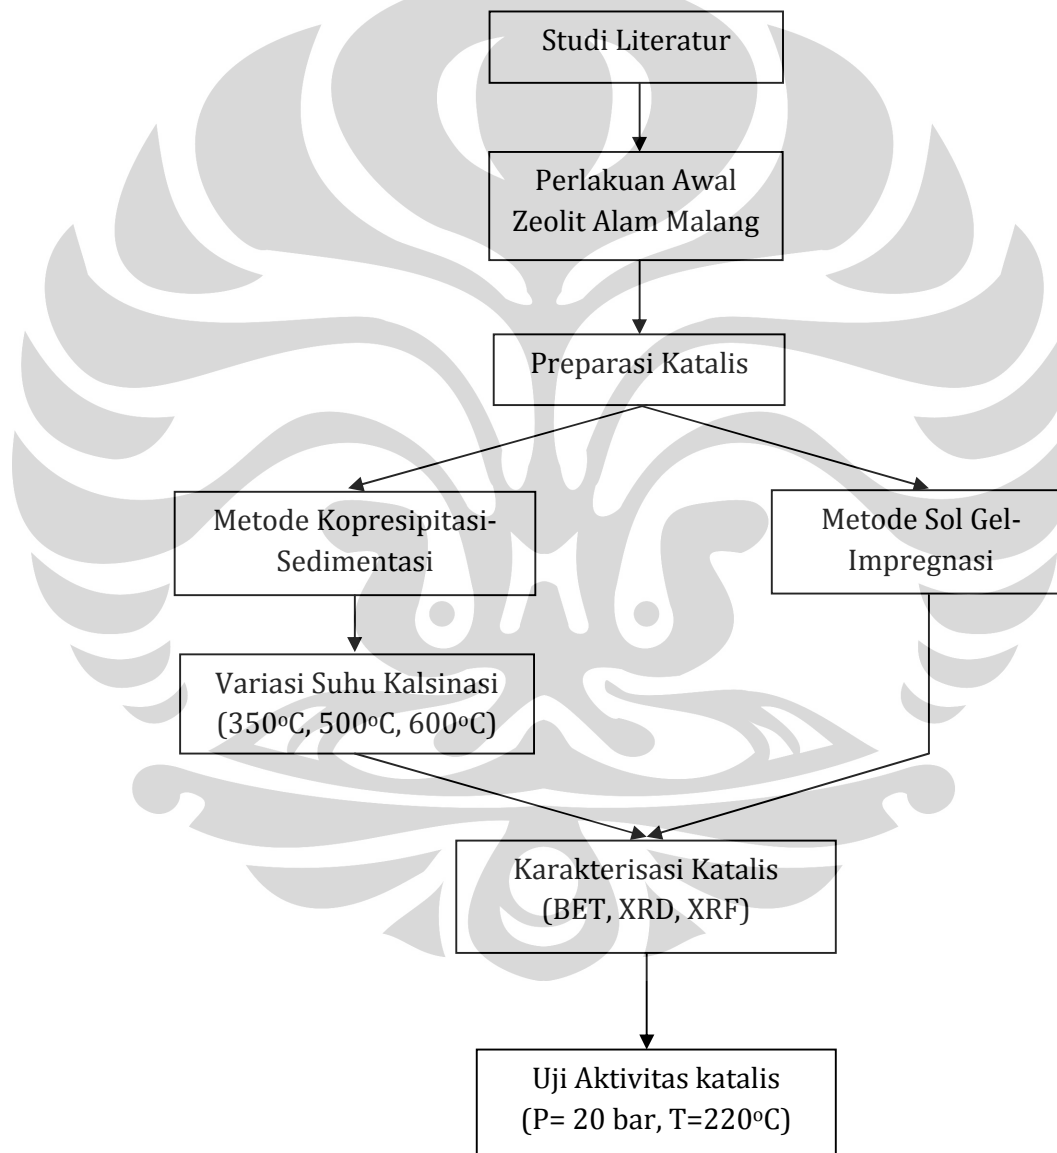 Studi Literatur
Perlakuan Awal
Zeolit Alam Malang
Preparasi Katalis
Metode Kopresipitasi-
Sedimentasi
Metode Sol Gel-
Impregnasi
Variasi Suhu Kalsinasi
(350ºC, 500ºC, 600ºC)
Karakterisasi Katalis
(BET, XRD, XRF)
Uji Aktivitas katalis
(P= 20 bar, T=220ºC)